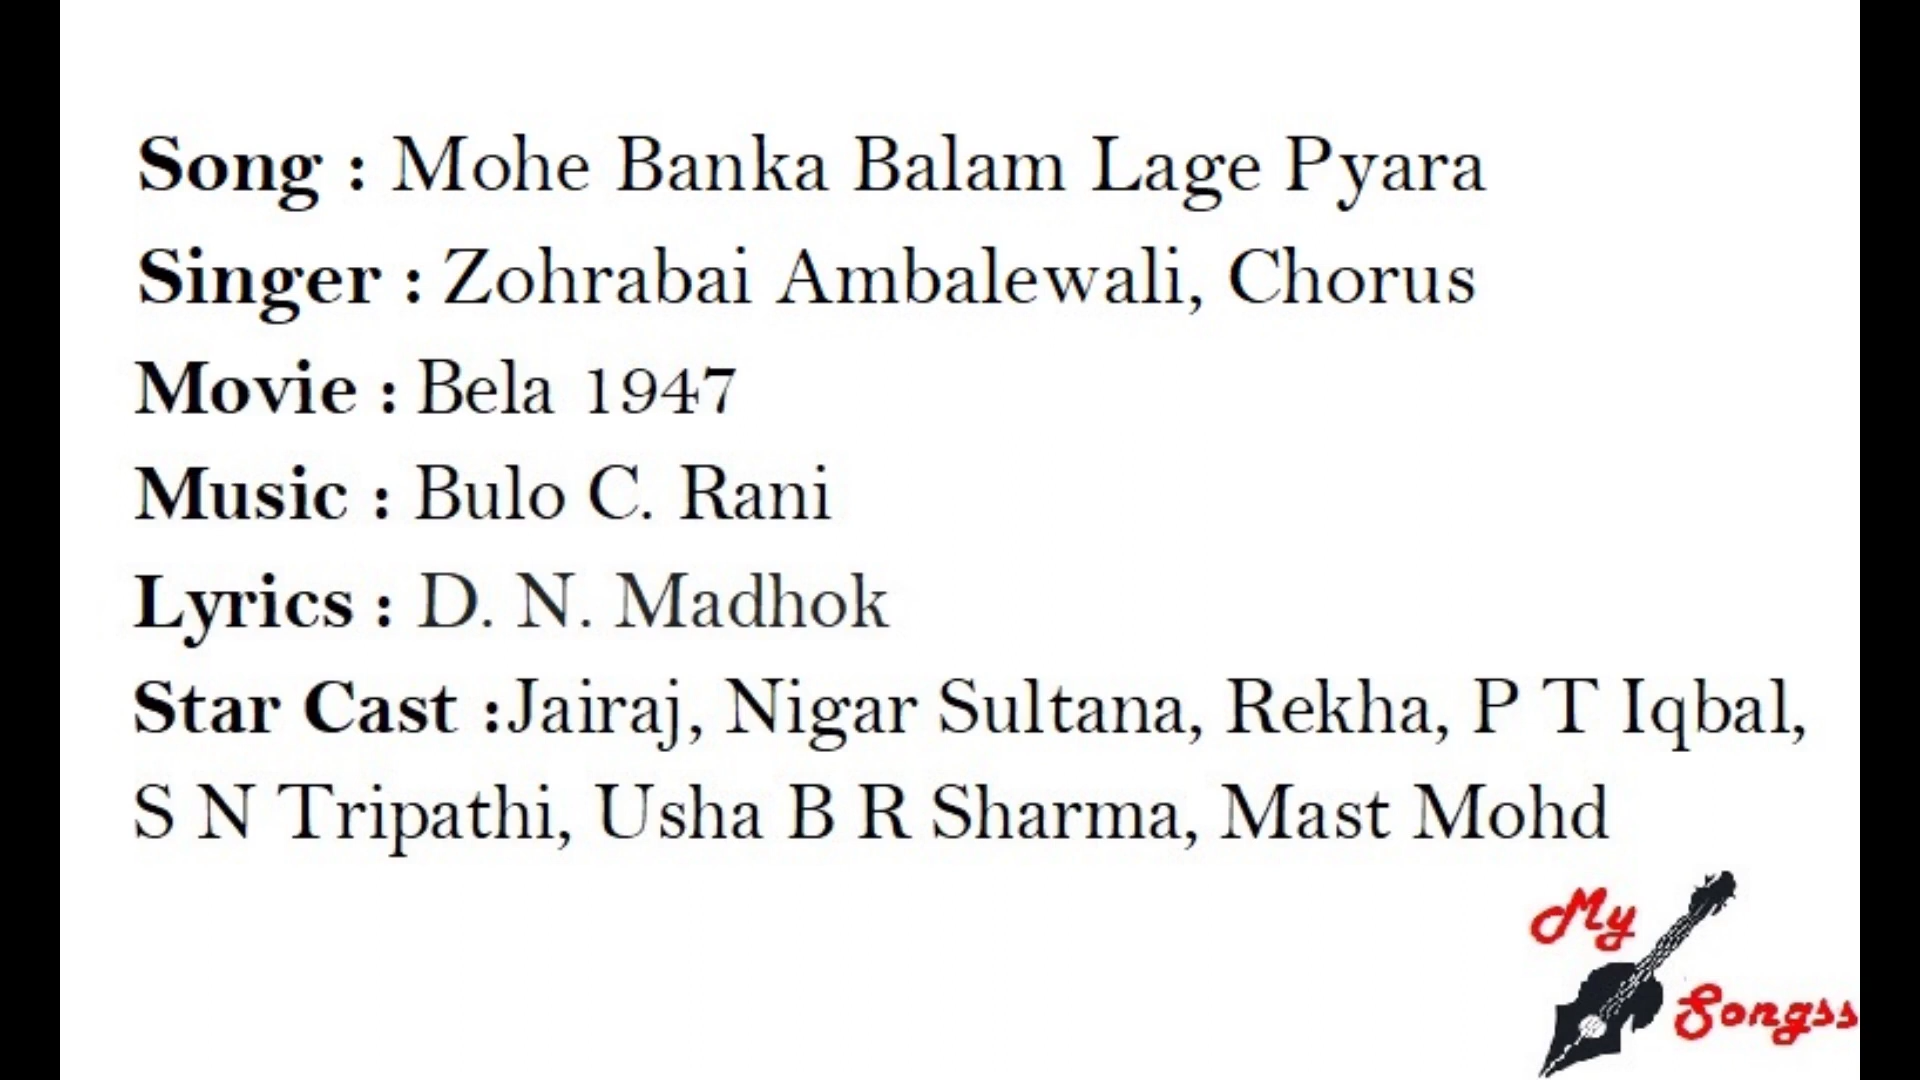 Song : Mohe Banka Balam Lage Pyara
Singer : Zohrabai Ambalewali, Chorus
Movie : Bela 1947
Music : Bulo C. Rani
Lyrics : D. N. Madhok
Star Cast :Jairaj, Nigar Sultana, Rekha, P T Iqbal,
S N Tripathi, Usha B R Sharma, Mast Mohd
My
Songss